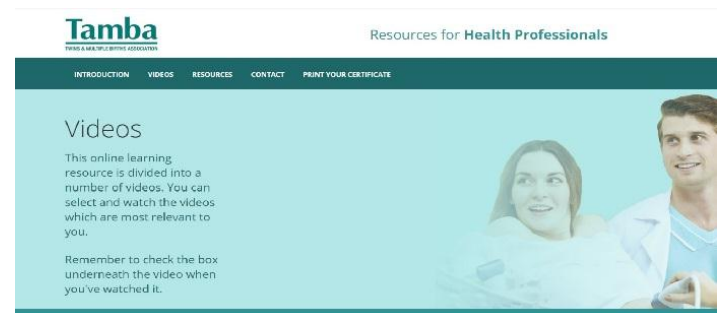 Tamba
TWINS & MULTIPLE BIRTHS ASSOCIATION
Resources for Health Professionals
INTRODUCTION VIDEOS RESOURCES CONTACT PRINT YOUR CERTIFICATE
Videos
This online learning
resource is divided into a
number of videos. You can
select and watch the videos
which are most relevant to
you.
Remember to check the box
underneath the video when
you've watched it.